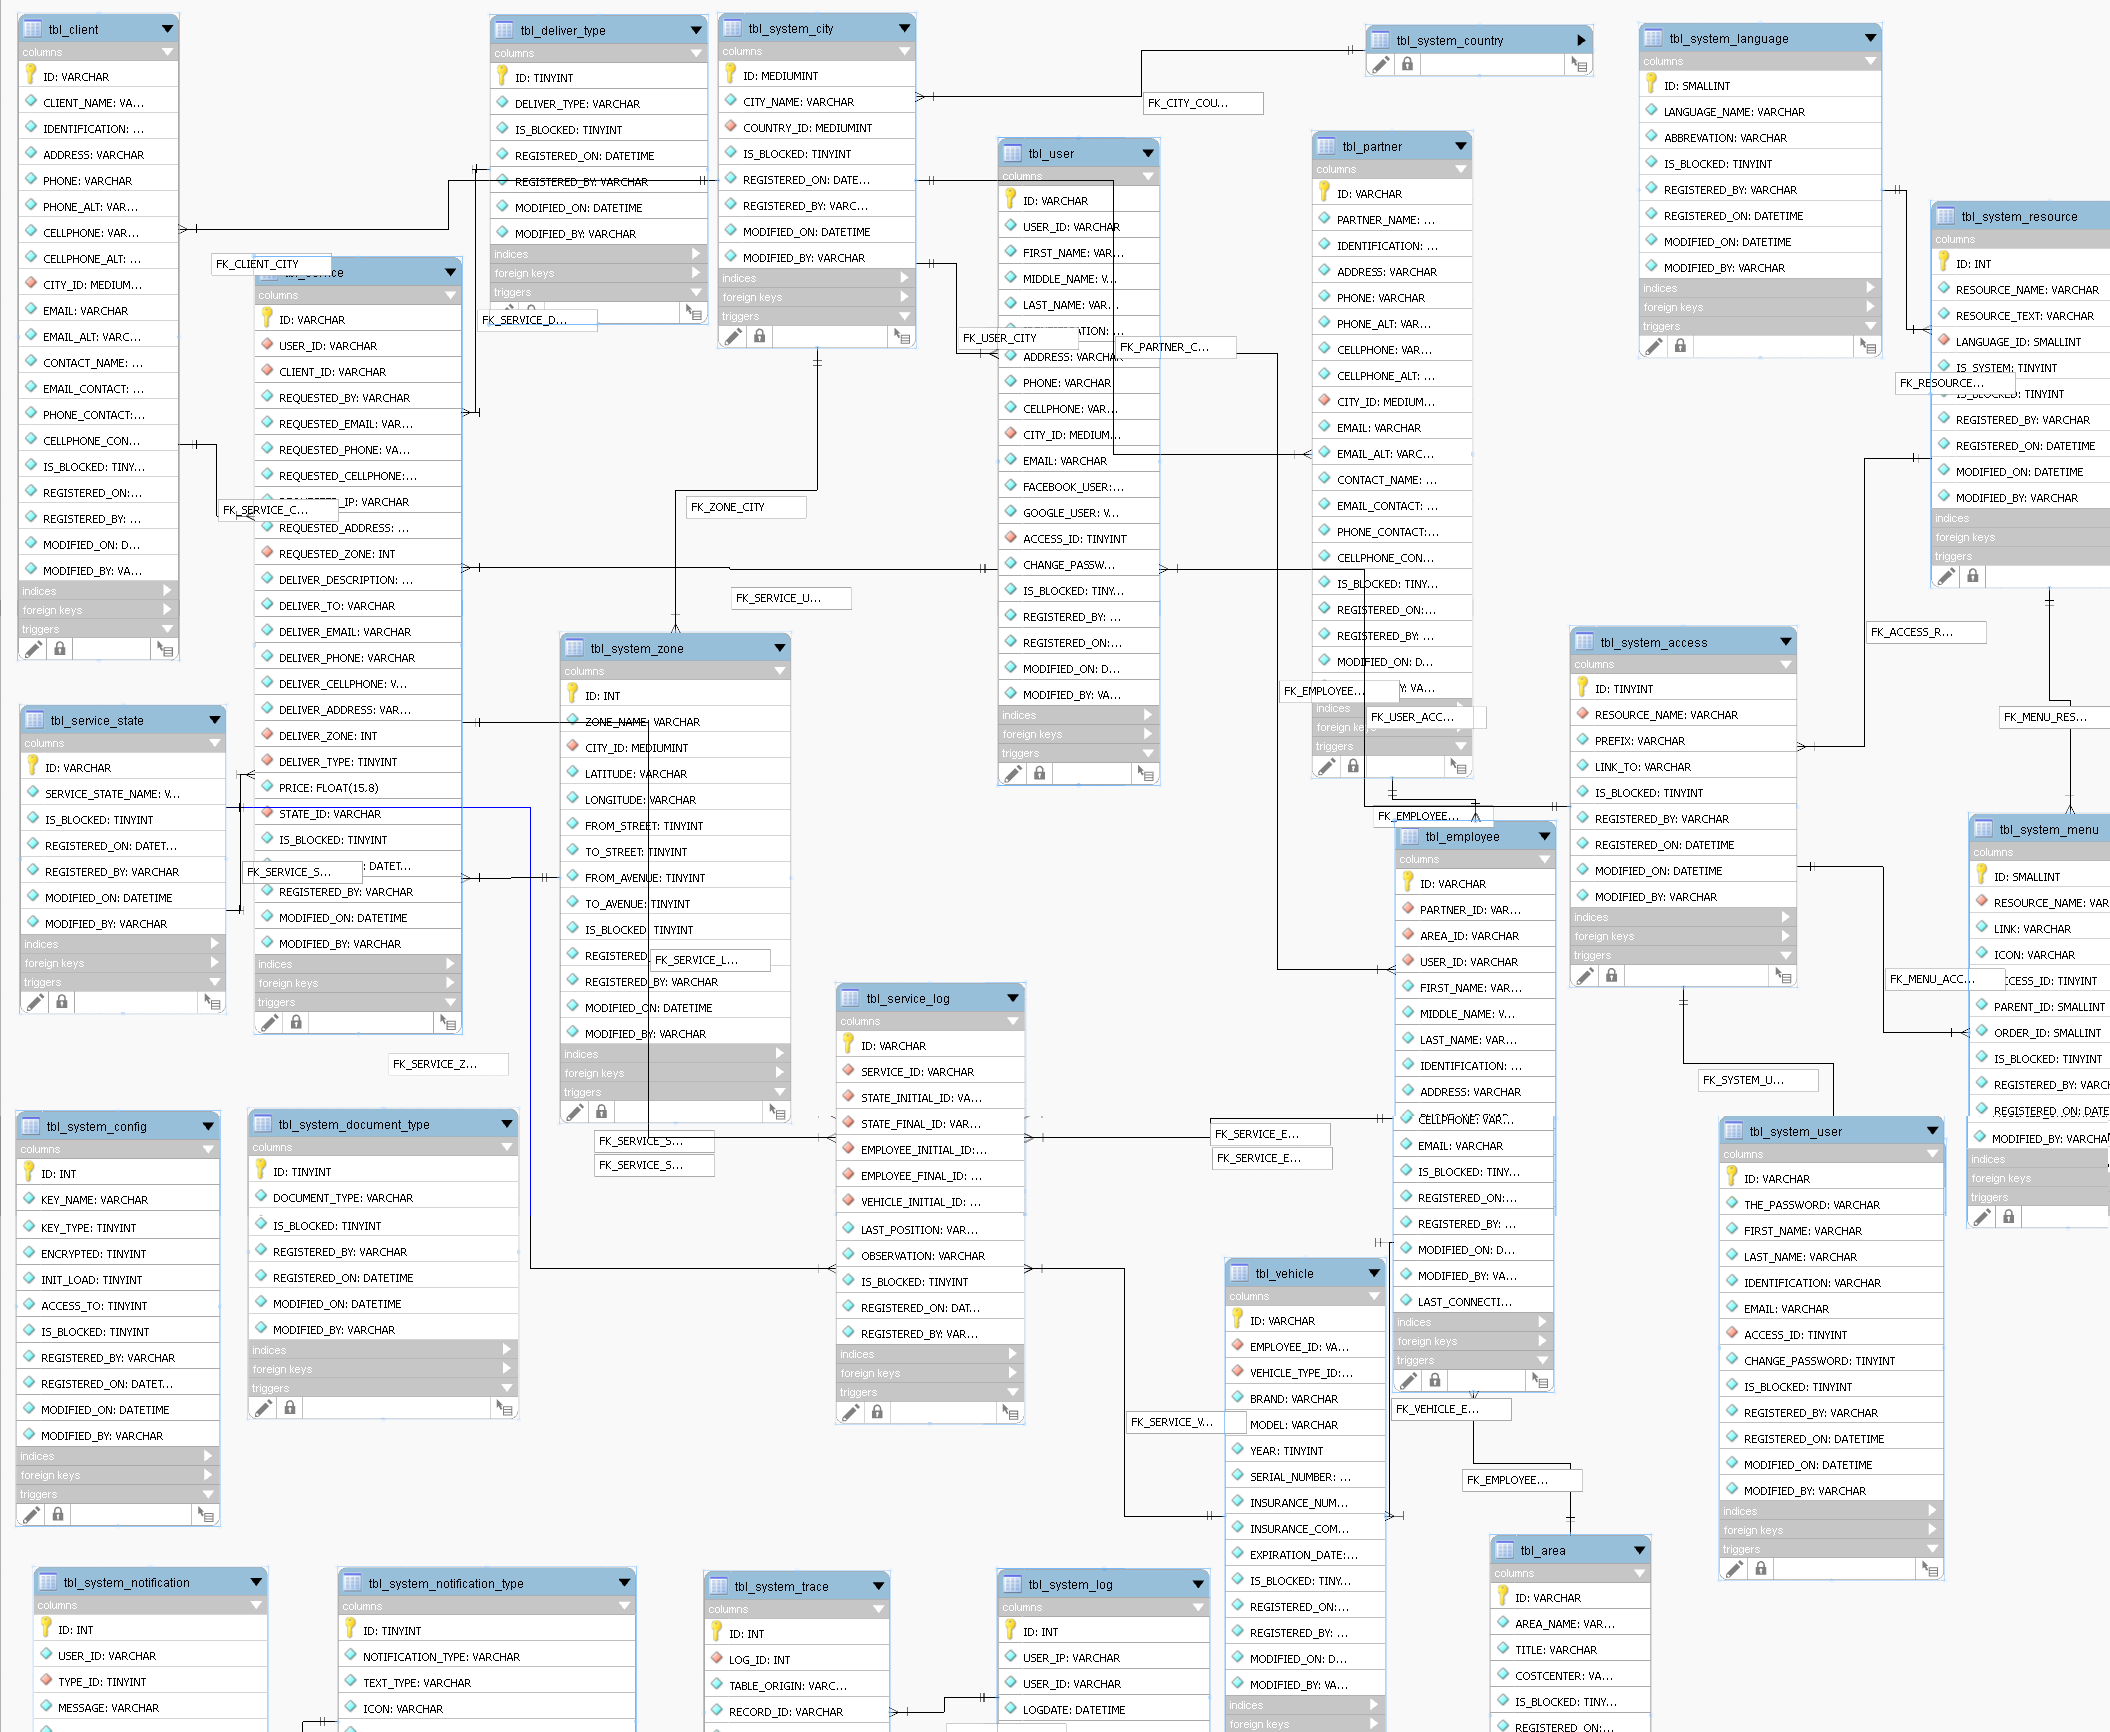 tbl_client
columns
ID: VARCHAR
CLIENT_NAME: VA...
IDENTIFICATION: ...
ADDRESS: VARCHAR
PHONE: VARCHAR
PHONE_ALT: VAR...
CELLPHONE: VAR...
CELLPHONE_ALT: ...
CITY_ID: MEDIUM...
EMAIL: VARCHAR
EMAIL_ALT: VARC...
CONTACT_NAME: ...
EMAIL_CONTACT: ...
PHONE_CONTACT:...
CELLPHONE_CON...
IS_BLOCKED: TINY...
REGISTERED_ON:...
REGISTERED_BY: ...
MODIFIED_ON: D...
MODIFIED_BY: VA...
indices
foreign keys
triggers
tbl_deliver_type
columns
ID: TINYINT
DELIVER_TYPE: VARCHAR
IS_BLOCKED: TINYINT
REGISTERED_ON: DATETIME
REGISTERED_BY: VARCHAR
MODIFIED_ON: DATETIME
MODIFIED_BY: VARCHAR
indices
foreign keys
triggers
tbl_system_city
columns
ID: MEDIUMINT
CITY_NAME: VARCHAR
COUNTRY_ID: MEDIUMINT
IS_BLOCKED: TINYINT
REGISTERED_ON: DATE...
REGISTERED_BY: VARC...
MODIFIED_ON: DATETIME
MODIFIED_BY: VARCHAR
indices
foreign keys
triggers
tbl_system_country
FK_CITY_COU...
tbl_system_language
columns
ID: SMALLINT
LANGUAGE_NAME: VARCHAR
ABBREVATION: VARCHAR
IS_BLOCKED: TINYINT
REGISTERED_BY: VARCHAR
REGISTERED_ON: DATETIME
MODIFIED_ON: DATETIME
MODIFIED_BY: VARCHAR
indices
foreign keys
triggers
tbl_user
columns
ID: VARCHAR
USER_ID: VARCHAR
FIRST_NAME: VAR...
MIDDLE_NAME: V...
LAST_NAME: VAR...
ATION: ...
ADDRESS: VARCHAR
PHONE: VARCHAR
CELLPHONE: VAR...
CITY_ID: MEDIUM...
EMAIL: VARCHAR
FACEBOOK_USER:...
GOOGLE_USER: V...
ACCESS_ID: TINYINT
CHANGE_PASSW...
IS_BLOCKED: TINY...
REGISTERED_BY: ...
REGISTERED_ON:...
MODIFIED_ON: D...
MODIFIED_BY: VA...
indices
foreign keys
triggers
tbl_partner
columns
ID: VARCHAR
PARTNER_NAME: ...
IDENTIFICATION: ...
ADDRESS: VARCHAR
PHONE: VARCHAR
PHONE_ALT: VAR...
CELLPHONE: VAR...
CELLPHONE_ALT: ...
CITY_ID: MEDIUM...
EMAIL: VARCHAR
EMAIL_ALT: VARC...
CONTACT_NAME: ...
EMAIL_CONTACT: ...
PHONE_CONTACT:...
CELLPHONE_CON...
IS_BLOCKED: TINY...
REGISTERED_ON:...
REGISTERED_BY: ...
MODIFIED_ON: D...
Y: VA...
indices
foreign keys
triggers
tbl_system_resource
columns
ID: INT
RESOURCE_NAME: VARCHAR
RESOURCE_TEXT: VARCHAR
LANGUAGE_ID: SMALLINT
IS_SYSTEM: TINYINT
IS_BLOCKED: TINYINT
REGISTERED_BY: VARCHAR
REGISTERED_ON: DATETIME
MODIFIED_ON: DATETIME
MODIFIED_BY: VARCHAR
indices
foreign keys
triggers
FK_CLIENT_CITY
FK_SERVICE_D...
FK_USER_CITY
FK_PARTNER_C...
FK_RESOURCE...
FK_SERVICE_C...
FK_ZONE_CITY
FK_SERVICE_U...
FK_ACCESS_R...
FK_EMPLOYEE...
FK_USER_ACC...
FK_MENU_RES...
FK_EMPLOYEE...
FK_SERVICE_S...
FK_SERVICE_L...
FK_MENU_ACC...
FK_SERVICE_Z...
FK_SYSTEM_U...
FK_SERVICE_S...
FK_SERVICE_S...
FK_SERVICE_E...
FK_SERVICE_E...
FK_SERVICE_V...
FK_VEHICLE_E...
FK_EMPLOYEE...
columns
ID: VARCHAR
USER_ID: VARCHAR
CLIENT_ID: VARCHAR
REQUESTED_BY: VARCHAR
REQUESTED_EMAIL: VAR...
REQUESTED_PHONE: VA...
REQUESTED_CELLPHONE:...
_IP: VARCHAR
REQUESTED_ADDRESS: ...
REQUESTED_ZONE: INT
DELIVER_DESCRIPTION: ...
DELIVER_TO: VARCHAR
DELIVER_EMAIL: VARCHAR
DELIVER_PHONE: VARCHAR
DELIVER_CELLPHONE: V...
DELIVER_ADDRESS: VAR...
DELIVER_ZONE: INT
DELIVER_TYPE: TINYINT
PRICE: FLOAT(15,8)
STATE_ID: VARCHAR
IS_BLOCKED: TINYINT
: DATET...
REGISTERED_BY: VARCHAR
MODIFIED_ON: DATETIME
MODIFIED_BY: VARCHAR
indices
foreign keys
triggers
tbl_service_state
columns
ID: VARCHAR
SERVICE_STATE_NAME: V...
IS_BLOCKED: TINYINT
REGISTERED_ON: DATET...
REGISTERED_BY: VARCHAR
MODIFIED_ON: DATETIME
MODIFIED_BY: VARCHAR
indices
foreign keys
triggers
tbl_system_zone
columns
ID: INT
ZONE_NAME: VARCHAR
CITY_ID: MEDIUMINT
LATITUDE: VARCHAR
LONGITUDE: VARCHAR
FROM_STREET: TINYINT
TO_STREET: TINYINT
FROM_AVENUE: TINYINT
TO_AVENUE: TINYINT
IS_BLOCKED: TINYINT
REGISTERED
REGISTERED_BY: VARCHAR
MODIFIED_ON: DATETIME
MODIFIED_BY: VARCHAR
indices
foreign keys
triggers
tbl_system_access
columns
ID: TINYINT
RESOURCE_NAME: VARCHAR
PREFIX: VARCHAR
LINK_TO: VARCHAR
IS_BLOCKED: TINYINT
REGISTERED_BY: VARCHAR
REGISTERED_ON: DATETIME
MODIFIED_ON: DATETIME
MODIFIED_BY: VARCHAR
indices
foreign keys
triggers
tbl_employee
columns
ID: VARCHAR
PARTNER_ID: VAR...
AREA_ID: VARCHAR
USER_ID: VARCHAR
FIRST_NAME: VAR...
MIDDLE_NAME: V...
LAST_NAME: VAR...
IDENTIFICATION: ...
ADDRESS: VARCHAR
CELLPHONE: VAR...
EMAIL: VARCHAR
IS_BLOCKED: TINY...
REGISTERED_ON:...
REGISTERED_BY: ...
MODIFIED_ON: D...
MODIFIED_BY: VA...
LAST_CONNECTI...
indices
foreign keys
triggers
tbl_system_menu
columns
ID: SMALLINT
RESOURCE_NAME: VAR
LINK: VARCHAR
ICON: VARCHAR
CCESS_ID: TINYINT
PARENT_ID: SMALLINT
ORDER_ID: SMALLINT
IS_BLOCKED: TINYINT
REGISTERED_BY: VARCH
REGISTERED_ON: DATE
MODIFIED_BY: VARCHA
indices
foreign keys
triggers
tbl_service_log
columns
ID: VARCHAR
SERVICE_ID: VARCHAR
STATE_INITIAL_ID: VA...
STATE_FINAL_ID: VAR...
EMPLOYEE_INITIAL_ID:...
EMPLOYEE_FINAL_ID: ...
VEHICLE_INITIAL_ID: ...
LAST_POSITION: VAR...
OBSERVATION: VARCHAR
IS_BLOCKED: TINYINT
REGISTERED_ON: DAT...
REGISTERED_BY: VAR...
indices
foreign keys
triggers
tbl_system_config
columns
ID: INT
KEY_NAME: VARCHAR
KEY_TYPE: TINYINT
ENCRYPTED: TINYINT
INIT_LOAD: TINYINT
ACCESS_TO: TINYINT
IS_BLOCKED: TINYINT
REGISTERED_BY: VARCHAR
REGISTERED_ON: DATET...
MODIFIED_ON: DATETIME
MODIFIED_BY: VARCHAR
indices
foreign keys
triggers
tbl_system_document_type
columns
ID: TINYINT
DOCUMENT_TYPE: VARCHAR
IS_BLOCKED: TINYINT
REGISTERED_BY: VARCHAR
REGISTERED_ON: DATETIME
MODIFIED_ON: DATETIME
MODIFIED_BY: VARCHAR
indices
foreign keys
triggers
tbl_system_user
columns
ID: VARCHAR
THE_PASSWORD: VARCHAR
FIRST_NAME: VARCHAR
LAST_NAME: VARCHAR
IDENTIFICATION: VARCHAR
EMAIL: VARCHAR
ACCESS_ID: TINYINT
CHANGE_PASSWORD: TINYINT
IS_BLOCKED: TINYINT
REGISTERED_BY: VARCHAR
REGISTERED_ON: DATETIME
MODIFIED_ON: DATETIME
MODIFIED_BY: VARCHAR
indices
foreign keys
triggers
tbl_vehicle
columns
ID: VARCHAR
EMPLOYEE_ID: VA...
VEHICLE_TYPE_ID:...
BRAND: VARCHAR
MODEL: VARCHAR
YEAR: TINYINT
SERIAL_NUMBER: ...
INSURANCE_NUM...
INSURANCE_COM...
EXPIRATION_DATE:...
IS_BLOCKED: TINY...
REGISTERED_ON:...
REGISTERED_BY: ...
MODIFIED_ON: D...
MODIFIED_BY: VA...
indices
foreign keys
tbl_area
columns
ID: VARCHAR
AREA_NAME: VAR...
TITLE: VARCHAR
COSTCENTER: VA...
IS_BLOCKED: TINY...
REGISTERED_ON:...
tbl_system_notification
columns
ID: INT
USER_ID: VARCHAR
TYPE_ID: TINYINT
MESSAGE: VARCHAR
tbl_system_notification_type
columns
ID: TINYINT
NOTIFICATION_TYPE: VARCHAR
TEXT_TYPE: VARCHAR
ICON: VARCHAR
tbl_system_trace
columns
ID: INT
LOG_ID: INT
TABLE_ORIGIN: VARC...
RECORD_ID: VARCHAR
tbl_system_log
columns
ID: INT
USER_IP: VARCHAR
USER_ID: VARCHAR
LOGDATE: DATETIME